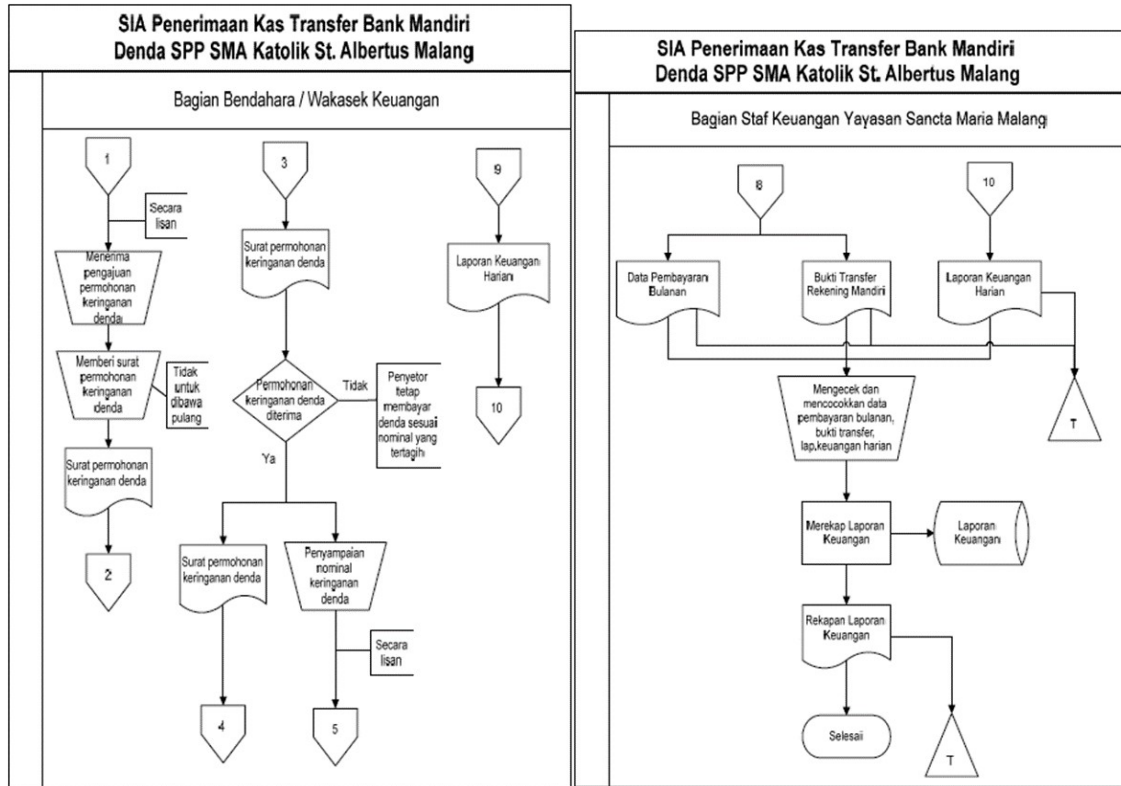 SIA Penerimaan Kas Transfer Bank Mandiri
Denda SPP SMA Katolik St. Albertus Malang
Bagian Bendahara / Wakasek Keuangan
1
Secara
lisan
Menerima
pengajuan
permohonan
keringanan
denda
Memberi surat
permohonan
keringanan
denda
Tidak
untuk
dibawa
pulang
Surat permohonan
keringanan denda
2
3
Surat permohonan
keringanan denda
Permohonan
keringanan denda
diterima
Tidak
Penyetor
tetap
membayar
denda sesuai
nominal yang
tertagih
Ya
Surat permohonan
keringanan denda
Penyampaian
nominal
keringanan
denda
Secara
lisan
4
5
9
Laporan Keuangan
Harian
10
SIA Penerimaan Kas Transfer Bank Mandiri
Denda SPP SMA Katolik St. Albertus Malang
Bagian Staf Keuangan Yayasan Sancta Maria Malang
8
10
Data Pembayaran
Bulanan
Bukti Transfer
Rekening Mandiri
Laporan Keuangan
Harian
Mengecek dan
mencocokkan data
pembayaran bulanan,
bukti transfer,
lap.keuangan harian
T
Merekap Laporan
Keuangan
Laporan
Keuangan
Rekapan Laporan
Keuangan
Selesai
T